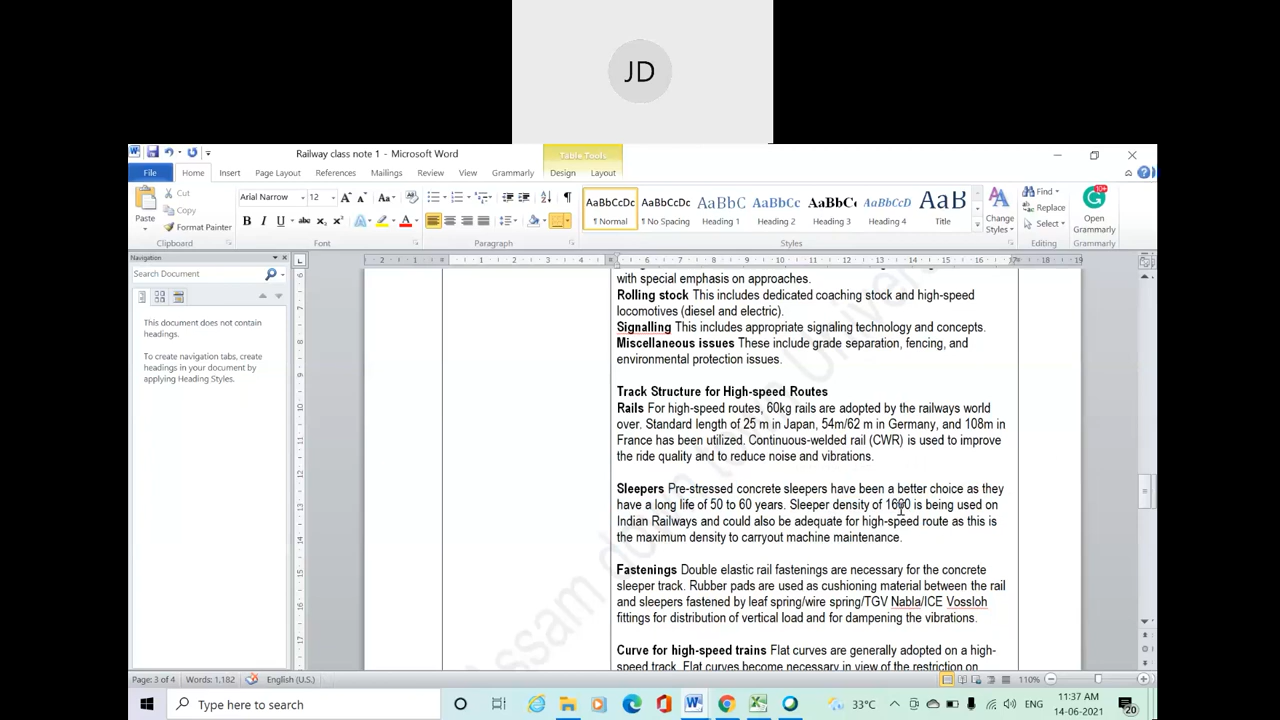 JD
Railway class note 1 - Microsoft Word
Table Tools
File Home Insert Page Layout References Mailings Review View Grammarly Design Layout
Paste
Cut
Copy
Format Painter
Arial Narrow 12
AaBbCcDc AaBbCcDc AaBbC AaBbCc AaBbC( AaBbCcD AaB
¶ Normal ¶ No Spacing Heading 1 Heading 2 Heading 3 Heading 4 Title
Change Styles
Find
Replace
Select
Open Grammarly
Clipboard Font Paragraph Styles Editing Grammarly
Navigation
Search Document
This document does not contain
headings.
To create navigation tabs, create
headings in your document by
applying Heading Styles.
with special emphasis on approaches.
Rolling stock This includes dedicated coaching stock and high-speed
locomotives (diesel and electric).
Signalling This includes appropriate signaling technology and concepts.
Miscellaneous issues These include grade separation, fencing, and
environmental protection issues.
Track Structure for High-speed Routes
Rails For high-speed routes, 60kg rails are adopted by the railways world
over. Standard length of 25 m in Japan, 54m/62 m in Germany, and 108m in
France has been utilized. Continuous-welded rail (CWR) is used to improve
the ride quality and to reduce noise and vibrations.
Sleepers Pre-stressed concrete sleepers have been a better choice as they
have a long life of 50 to 60 years. Sleeper density of 1660 is being used on
Indian Railways and could also be adequate for high-speed route as this is
the maximum density to carryout machine maintenance.
Fastenings Double elastic rail fastenings are necessary for the concrete
sleeper track. Rubber pads are used as cushioning material between the rail
and sleepers fastened by leaf spring/wire spring/TGV Nabla/ICE Vossloh
fittings for distribution of vertical load and for dampening the vibrations.
Curve for high-speed trains Flat curves are generally adopted on a high-
speed track. Flat curves become necessary in view of the restriction on
Page: 3 of 4 Words: 1,182 English (U.S.) 110%
Type here to search
33°C ENG
11:37 AM
14-06-2021
20